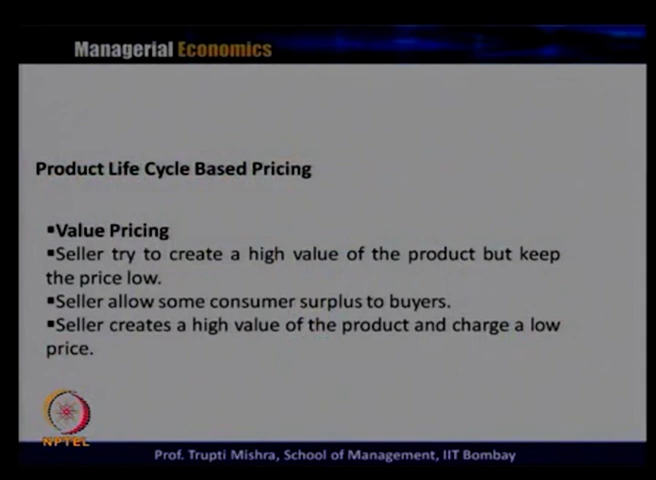 Managerial Economics
Product Life Cycle Based Pricing
▪Value Pricing
▪Seller try to create a high value of the product but keep
the price low.
▪Seller allow some consumer surplus to buyers.
▪Seller creates a high value of the product and charge a low
price.
NPTEL
Prof. Trupti Mishra, School of Management, IIT Bombay